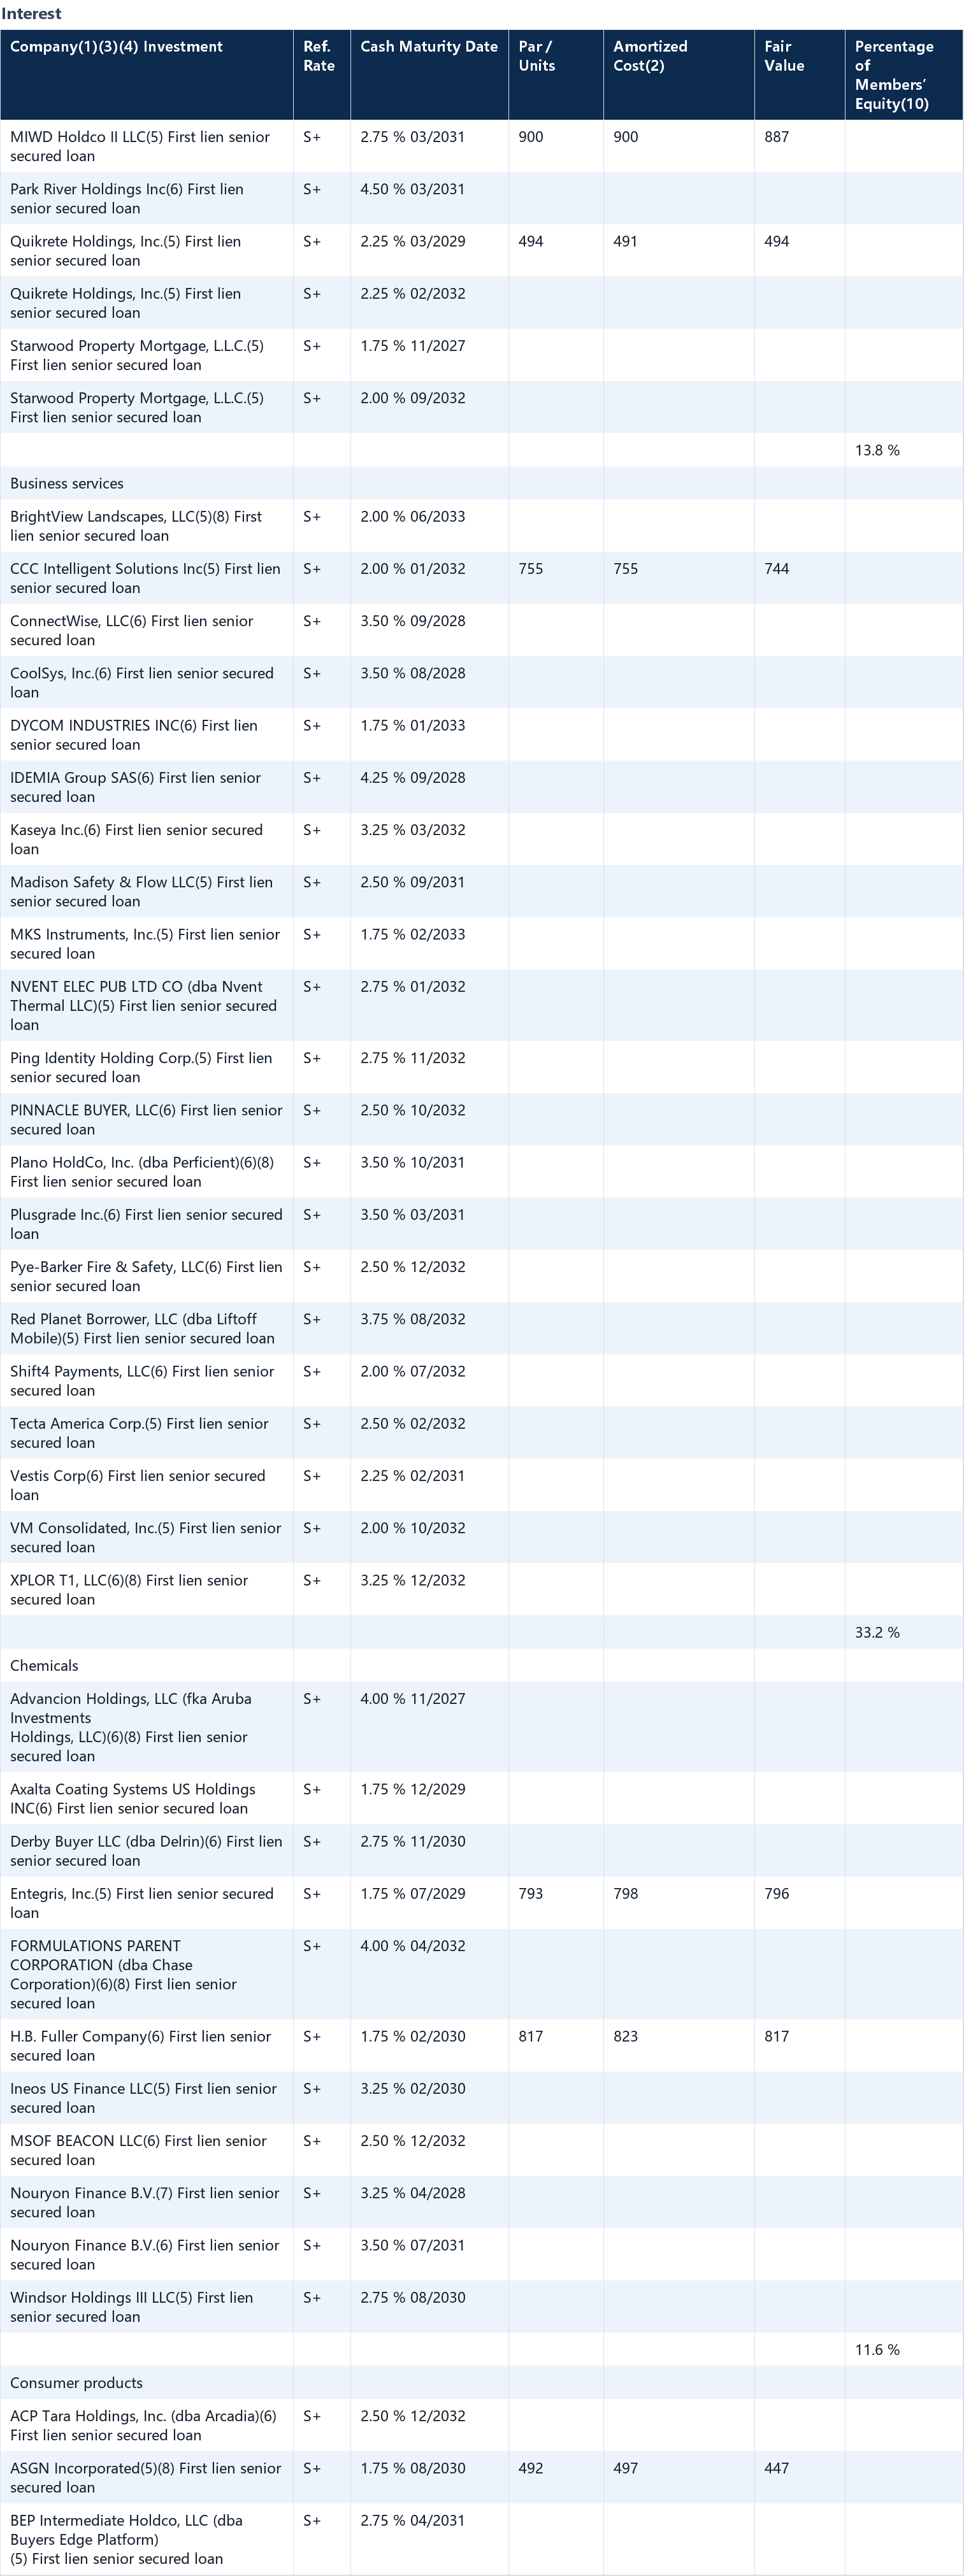 Interest
Company(1)(3)(4) Investment Ref. Rate Cash Maturity Date Par / Units Amortized Cost(2) Fair Value Percentage of Members’ Equity(10)
MIWD Holdco II LLC(5) First lien senior secured loan S+ 2.75 % 03/2031 900 900 887
Park River Holdings Inc(6) First lien senior secured loan S+ 4.50 % 03/2031
Quikrete Holdings, Inc.(5) First lien senior secured loan S+ 2.25 % 03/2029 494 491 494
Quikrete Holdings, Inc.(5) First lien senior secured loan S+ 2.25 % 02/2032
Starwood Property Mortgage, L.L.C.(5) First lien senior secured loan S+ 1.75 % 11/2027
Starwood Property Mortgage, L.L.C.(5) First lien senior secured loan S+ 2.00 % 09/2032
13.8 %
Business services
BrightView Landscapes, LLC(5)(8) First lien senior secured loan S+ 2.00 % 06/2033
CCC Intelligent Solutions Inc(5) First lien senior secured loan S+ 2.00 % 01/2032 755 755 744
ConnectWise, LLC(6) First lien senior secured loan S+ 3.50 % 09/2028
CoolSys, Inc.(6) First lien senior secured loan S+ 3.50 % 08/2028
DYCOM INDUSTRIES INC(6) First lien senior secured loan S+ 1.75 % 01/2033
IDEMIA Group SAS(6) First lien senior secured loan S+ 4.25 % 09/2028
Kaseya Inc.(6) First lien senior secured loan S+ 3.25 % 03/2032
Madison Safety & Flow LLC(5) First lien senior secured loan S+ 2.50 % 09/2031
MKS Instruments, Inc.(5) First lien senior secured loan S+ 1.75 % 02/2033
NVENT ELEC PUB LTD CO (dba Nvent Thermal LLC)(5) First lien senior secured loan S+ 2.75 % 01/2032
Ping Identity Holding Corp.(5) First lien senior secured loan S+ 2.75 % 11/2032
PINNACLE BUYER, LLC(6) First lien senior secured loan S+ 2.50 % 10/2032
Plano HoldCo, Inc. (dba Perficient)(6)(8) First lien senior secured loan S+ 3.50 % 10/2031
Plusgrade Inc.(6) First lien senior secured loan S+ 3.50 % 03/2031
Pye-Barker Fire & Safety, LLC(6) First lien senior secured loan S+ 2.50 % 12/2032
Red Planet Borrower, LLC (dba Liftoff Mobile)(5) First lien senior secured loan S+ 3.75 % 08/2032
Shift4 Payments, LLC(6) First lien senior secured loan S+ 2.00 % 07/2032
Tecta America Corp.(5) First lien senior secured loan S+ 2.50 % 02/2032
Vestis Corp(6) First lien senior secured loan S+ 2.25 % 02/2031
VM Consolidated, Inc.(5) First lien senior secured loan S+ 2.00 % 10/2032
XPLOR T1, LLC(6)(8) First lien senior secured loan S+ 3.25 % 12/2032
33.2 %
Chemicals
Advancion Holdings, LLC (fka Aruba Investments Holdings, LLC)(6)(8) First lien senior secured loan S+ 4.00 % 11/2027
Axalta Coating Systems US Holdings INC(6) First lien senior secured loan S+ 1.75 % 12/2029
Derby Buyer LLC (dba Delrin)(6) First lien senior secured loan S+ 2.75 % 11/2030
Entegris, Inc.(5) First lien senior secured loan S+ 1.75 % 07/2029 793 798 796
FORMULATIONS PARENT CORPORATION (dba Chase Corporation)(6)(8) First lien senior secured loan S+ 4.00 % 04/2032
H.B. Fuller Company(6) First lien senior secured loan S+ 1.75 % 02/2030 817 823 817
Ineos US Finance LLC(5) First lien senior secured loan S+ 3.25 % 02/2030
MSOF BEACON LLC(6) First lien senior secured loan S+ 2.50 % 12/2032
Nouryon Finance B.V.(7) First lien senior secured loan S+ 3.25 % 04/2028
Nouryon Finance B.V.(6) First lien senior secured loan S+ 3.50 % 07/2031
Windsor Holdings III LLC(5) First lien senior secured loan S+ 2.75 % 08/2030
11.6 %
Consumer products
ACP Tara Holdings, Inc. (dba Arcadia)(6) First lien senior secured loan S+ 2.50 % 12/2032
ASGN Incorporated(5)(8) First lien senior secured loan S+ 1.75 % 08/2030 492 497 447
BEP Intermediate Holdco, LLC (dba Buyers Edge Platform) (5) First lien senior secured loan S+ 2.75 % 04/2031